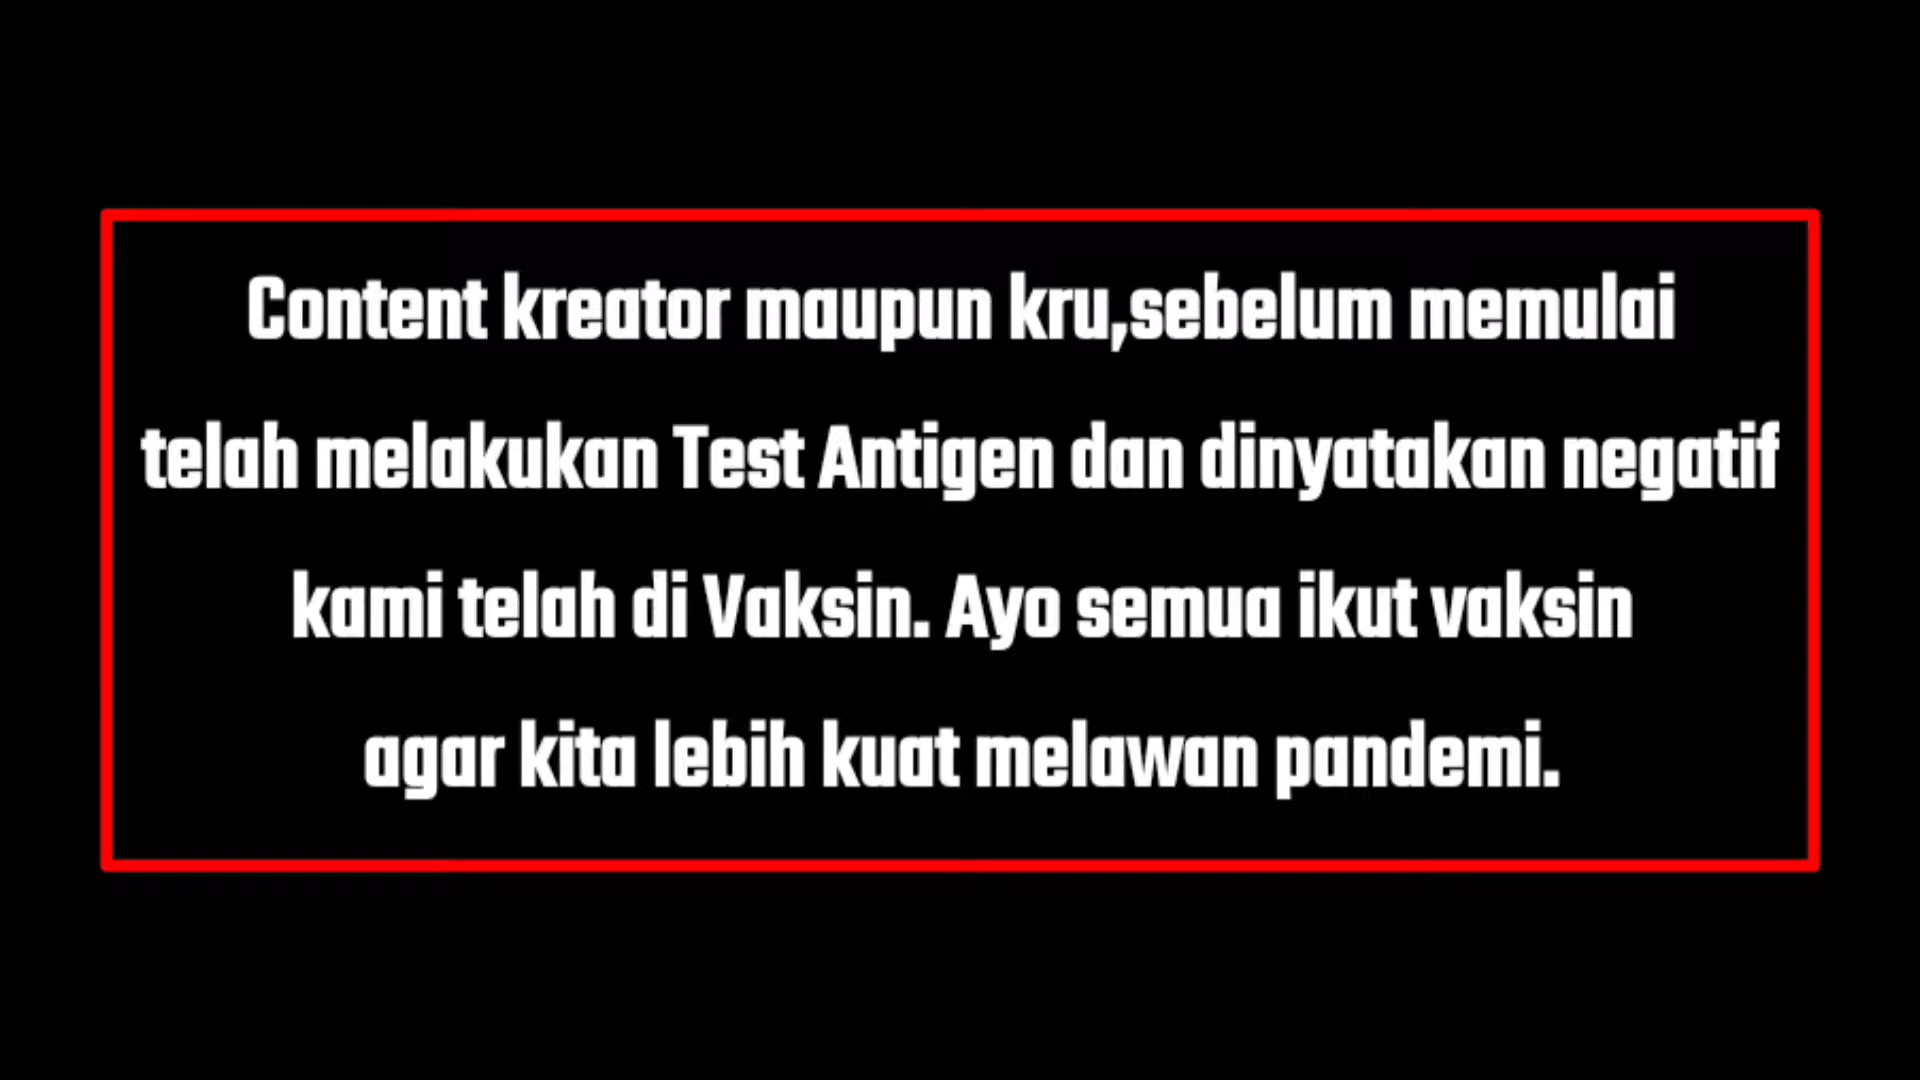 Content kreator maupun kru,sebelum memulai
telah melakukan Test Antigen dan dinyatakan negatif
kami telah di Vaksin. Ayo semua ikut vaksin
agar kita lebih kuat melawan pandemi.